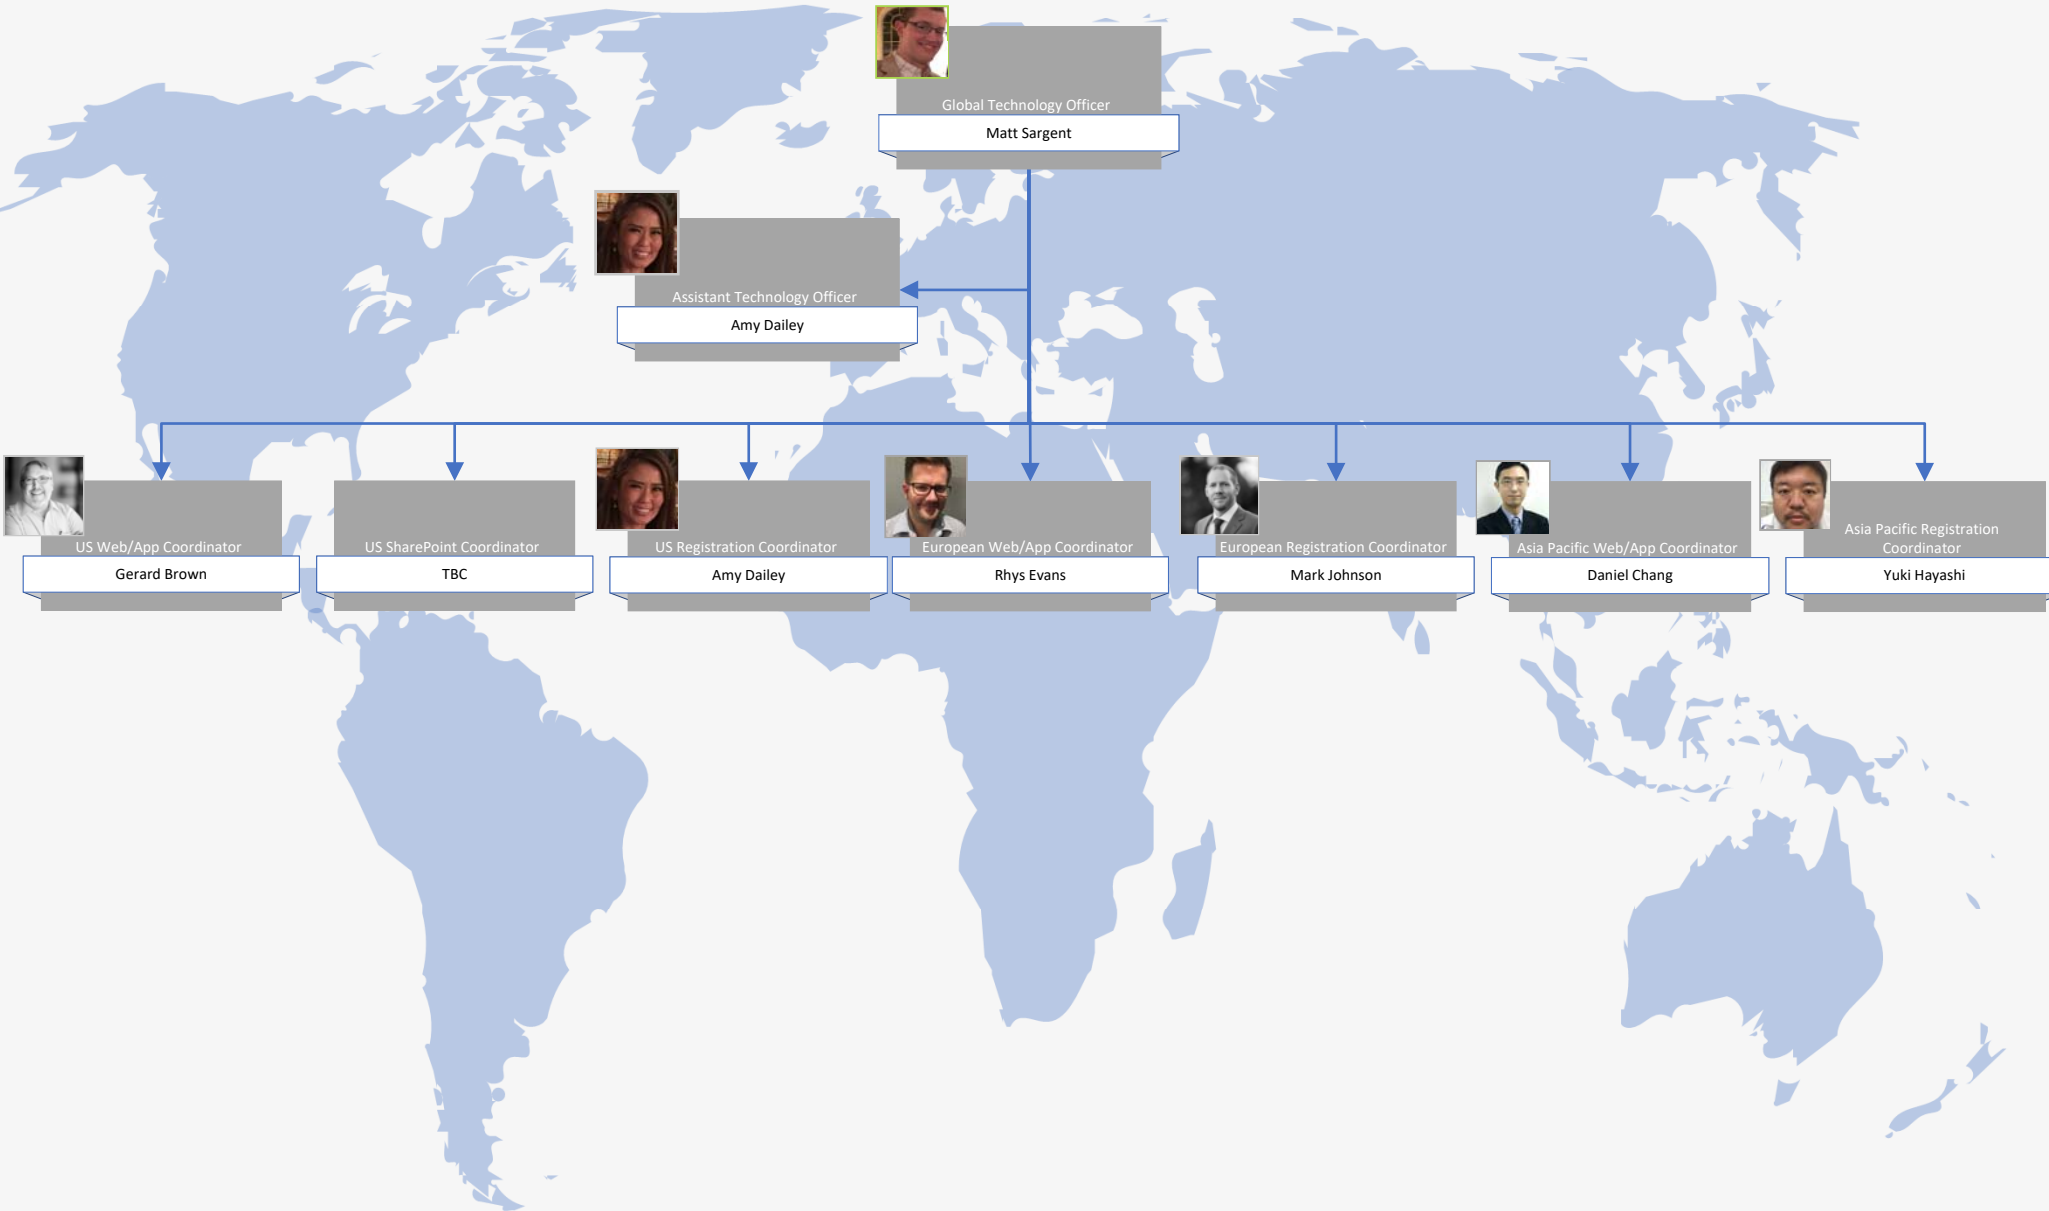 Global Technology Officer
Matt Sargent
Assistant Technology Officer
Amy Dailey
US Web/App Coordinator
Gerard Brown
US SharePoint Coordinator
TBC
US Registration Coordinator
Amy Dailey
European Web/App Coordinator
Rhys Evans
European Registration Coordinator
Mark Johnson
Asia Pacific Web/App Coordinator
Daniel Chang
Asia Pacific Registration
Coordinator
Yuki Hayashi